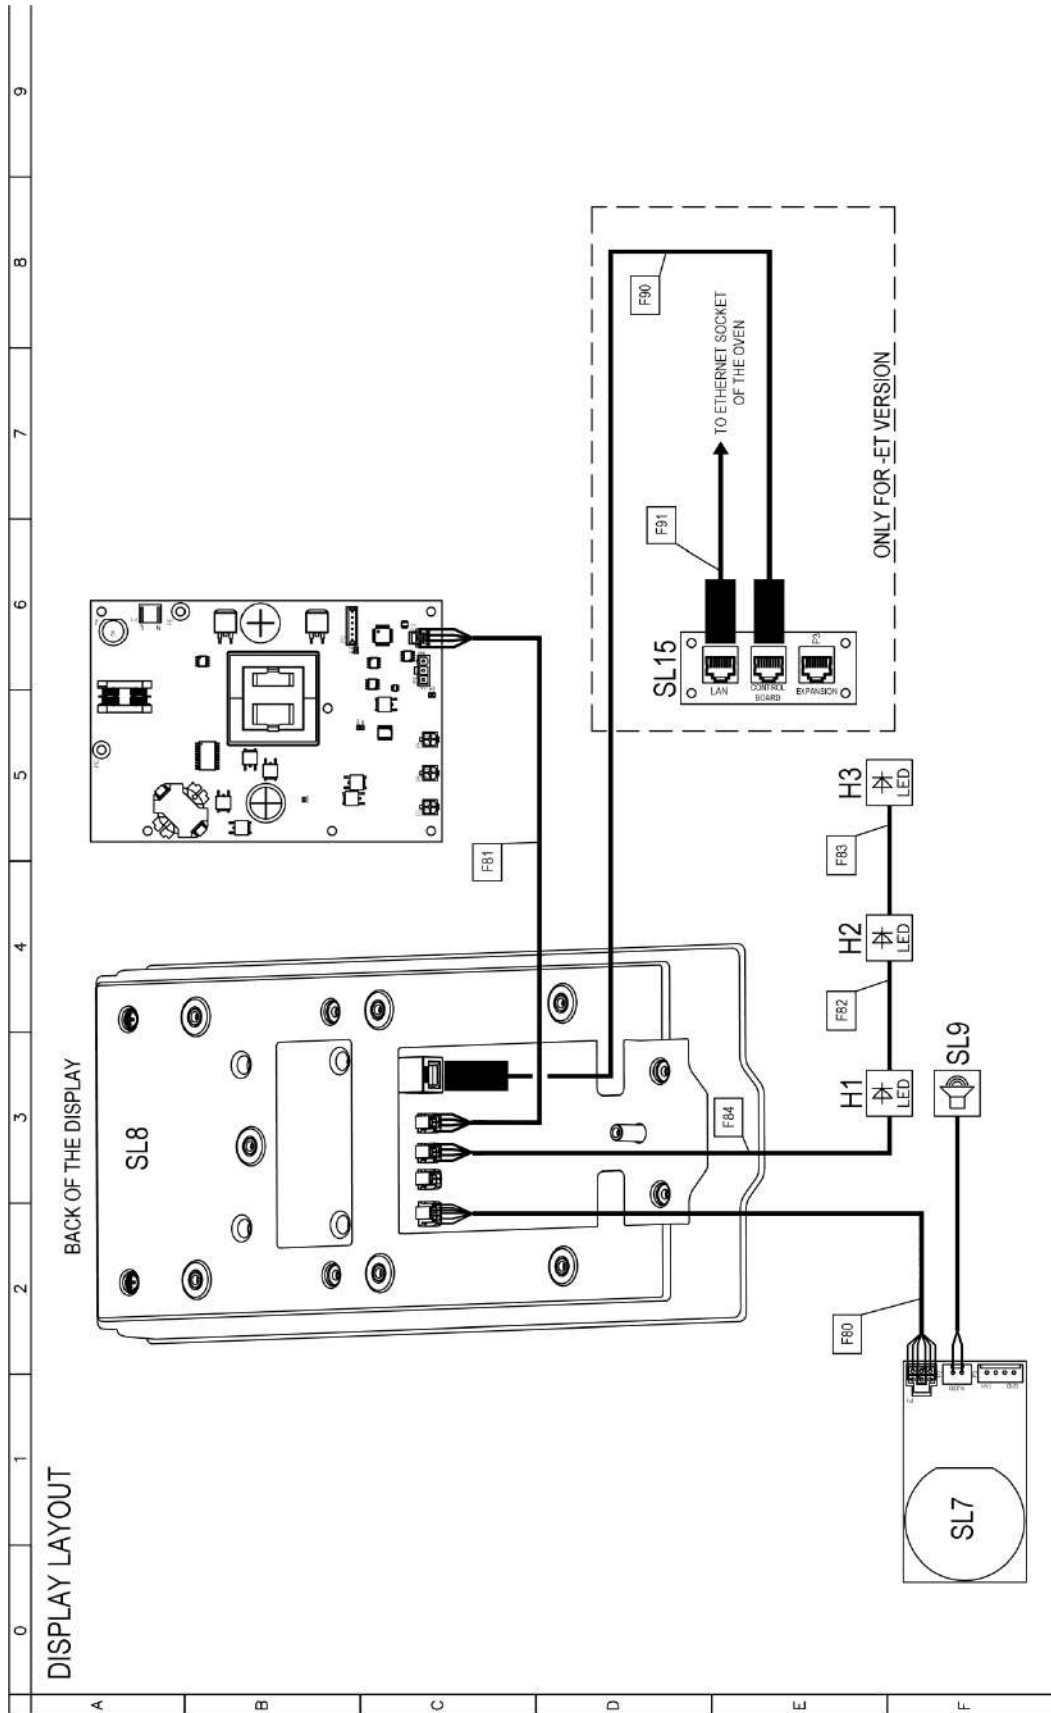 DISPLAY LAYOUT
0
1
2
3
4
5
6
7
8
9
A
B
C
D
E
F
BACK OF THE DISPLAY
SL8
F81
F90
F91
TO ETHERNET SOCKET
OF THE OVEN
SL15
LAN
CONTROL
BOARD
EXPANSION
P3
ONLY FOR -ET VERSION
F84
F80
H1
LED
F82
H2
LED
F83
H3
LED
SL9
SL7